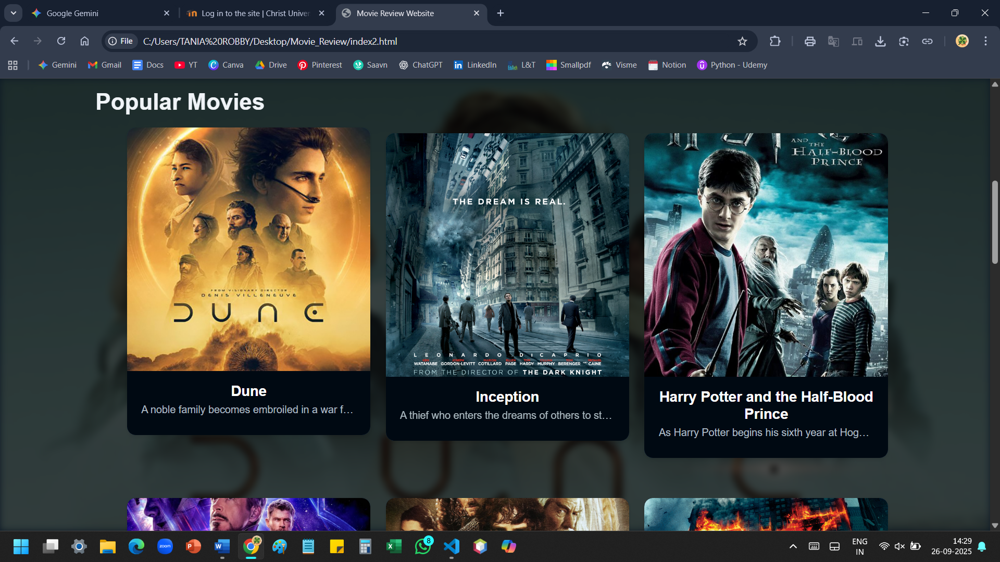 Google Gemini
Log in to the site | Christ Univer
Movie Review Website
File
C:/Users/TANIA%20ROBBY/Desktop/Movie_Review/index2.html
Gemini
Gmail
Docs
YT
Canva
Drive
Pinterest
Saavn
ChatGPT
LinkedIn
L&T
Smallpdf
Visme
Notion
Python - Udemy
Popular Movies
FROM VISIONARY DIRECTOR
DENIS VILLENEUVE
DUNE
Dune
A noble family becomes embroiled in a war f…
THE DREAM IS REAL.
LEONARDO DICAPRIO
WATANABE GORDON-LEVITT COTILLARD PAGE HARDY MURPHY BERENGER AND CAINE
FROM THE DIRECTOR OF THE DARK KNIGHT
Inception
A thief who enters the dreams of others to st…
AND
THE
HALF-BLOOD
PRINCE
Harry Potter and the Half-Blood
Prince
As Harry Potter begins his sixth year at Hog…
zoom
8
ENG
IN
14:29
26-09-2025